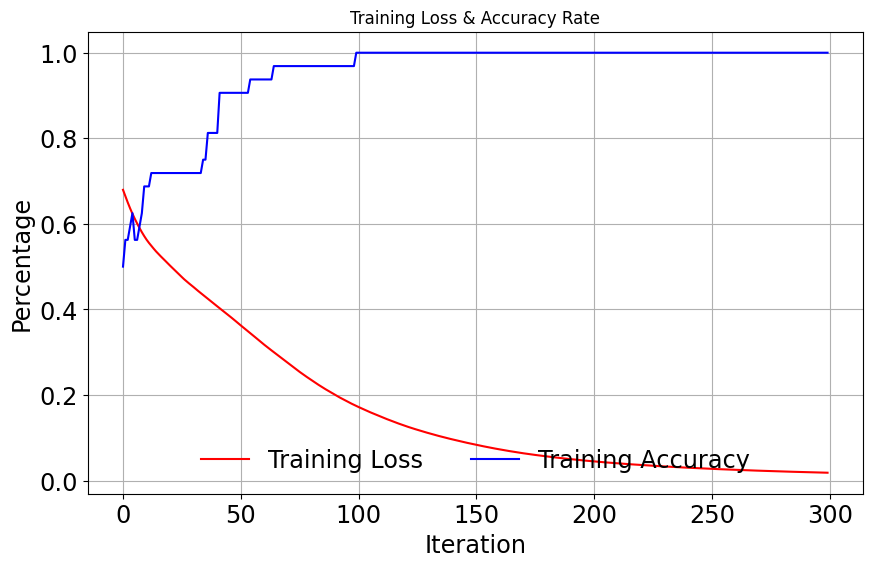 Training Loss & Accuracy Rate
1.0
0.8
0.6
0.4
0.2
0.0
Percentage
Training Loss
Training Accuracy
0 50 100 150 200 250 300
Iteration